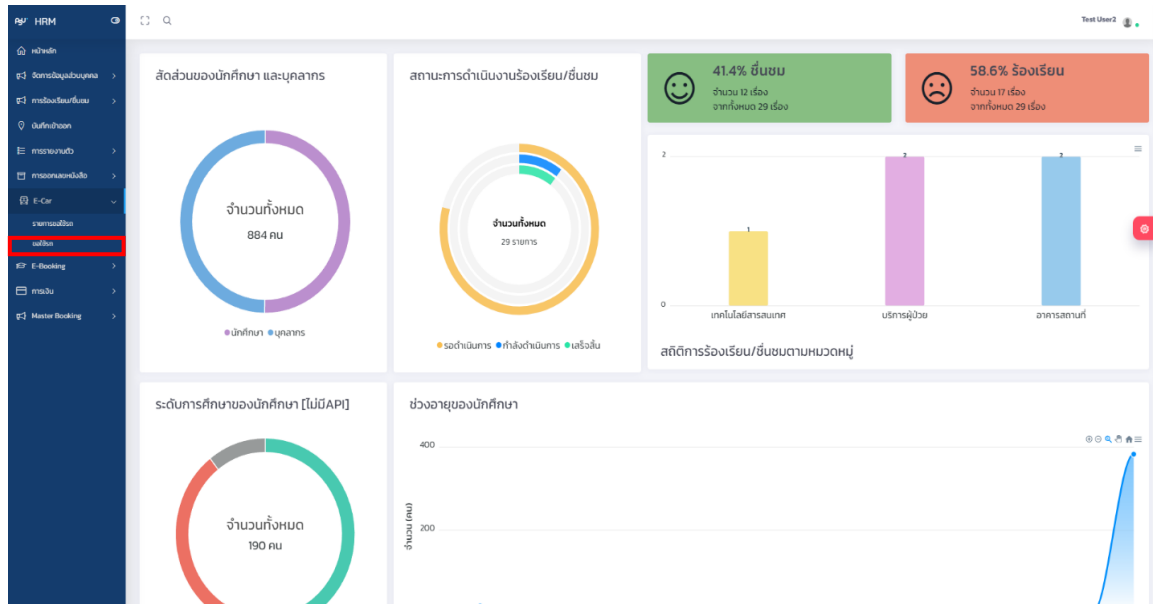 PSU HRM
Test User2
หน้าหลัก
จัดการข้อมูลส่วนบุคคล
การร้องเรียน/ชื่นชม
บันทึกเข้าออก
การรายงานตัว
การออกเลขหนังสือ
E-Car
รายการขอใช้รถ
ขอใช้รถ
E-Booking
การเงิน
Master Booking
สัดส่วนของนักศึกษา และบุคลากร
จำนวนทั้งหมด
884 คน
นักศึกษา บุคลากร
สถานะการดำเนินงานร้องเรียน/ชื่นชม
จำนวนทั้งหมด
29 รายการ
รอดำเนินการ กำลังดำเนินการ เสร็จสิ้น
41.4% ชื่นชม
จำนวน 12 เรื่อง
จากทั้งหมด 29 เรื่อง
58.6% ร้องเรียน
จำนวน 17 เรื่อง
จากทั้งหมด 29 เรื่อง
2
1
2
2
0
เทคโนโลยีสารสนเทศ บริการผู้ป่วย อาคารสถานที่
สถิติการร้องเรียน/ชื่นชมตามหมวดหมู่
ระดับการศึกษาของนักศึกษา [ไม่มีAPI]
จำนวนทั้งหมด
190 คน
ช่วงอายุของนักศึกษา
400
200
จำนวน (คน)